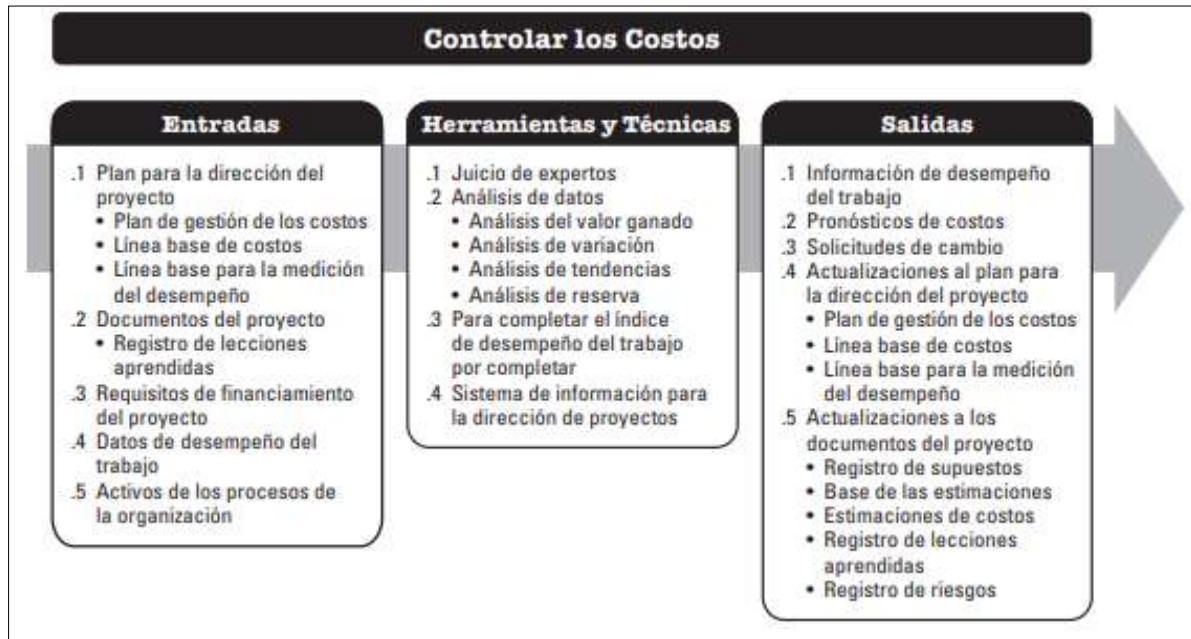 Controlar los Costos
Entradas
.1 Plan para la dirección del
proyecto
• Plan de gestión de los costos
• Línea base de costos
• Línea base para la medición
del desempeño
.2 Documentos del proyecto
• Registro de lecciones
aprendidas
.3 Requisitos de financiamiento
del proyecto
.4 Datos de desempeño del
trabajo
.5 Activos de los procesos de
la organización
Herramientas y Técnicas
.1 Juicio de expertos
.2 Análisis de datos
• Análisis del valor ganado
• Análisis de variación
• Análisis de tendencias
• Análisis de reserva
.3 Para completar el índice
de desempeño del trabajo
por completar
.4 Sistema de información para
la dirección de proyectos
Salidas
.1 Información de desempeño
del trabajo
.2 Pronósticos de costos
.3 Solicitudes de cambio
.4 Actualizaciones al plan para
la dirección del proyecto
• Plan de gestión de los costos
• Línea base de costos
• Línea base para la medición
del desempeño
.5 Actualizaciones a los
documentos del proyecto
• Registro de supuestos
• Base de las estimaciones
• Estimaciones de costos
• Registro de lecciones
aprendidas
• Registro de riesgos